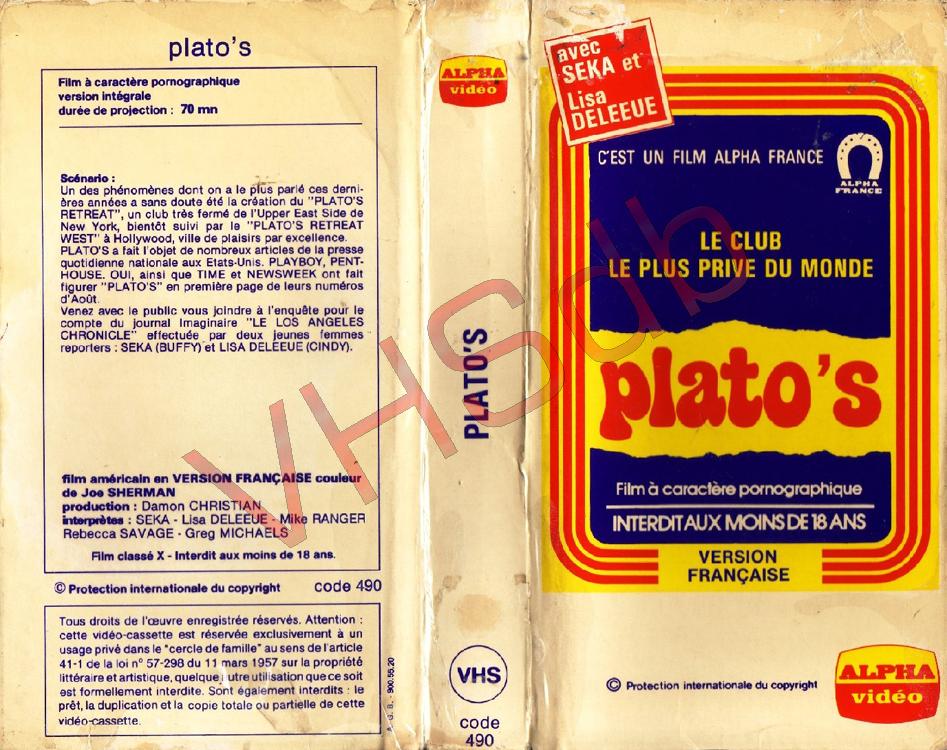 plato's
Film à caractère pornographique
version intégrale
durée de projection : 70 mn
Scénario :
Un des phénomènes dont on a le plus parlé ces derni-
ères années a sans doute été la création du "PLATO'S
RETREAT", un club très fermé de l'Upper East Side de
New York, bientôt suivi par le "PLATO'S RETREAT
WEST" à Hollywood, ville de plaisirs par excellence.
PLATO'S a fait l'objet de nombreux articles de la presse
quotidienne nationale aux Etats-Unis. PLAYBOY, PENT-
HOUSE. OUI, ainsi que TIME et NEWSWEEK ont fait
figurer "PLATO'S" en première page de leurs numéros
d'Août.
Venez avec le public vous joindre à l'enquête pour le
compte du journal Imaginaire "LE LOS ANGELES
CHRONICLE" effectuée par deux jeunes femmes
reporters : SEKA (BUFFY) et LISA DELEEUE (CINDY).
film américain en VERSION FRANÇAISE couleur
de Joe SHERMAN
production : Damon CHRISTIAN
interprètes : SEKA - Lisa DELEEUE - Mike RANGER
Rebecca SAVAGE - Greg MICHAELS
Film classé X - Interdit aux moins de 18 ans.
© Protection internationale du copyright code 490
Tous droits de l'œuvre enregistrée réservés. Attention :
cette vidéo-cassette est réservée exclusivement à un
usage privé dans le "cercle de famille" au sens de l'article
41-1 de la loi n° 57-298 du 11 mars 1957 sur la propriété
littéraire et artistique, quelque autre utilisation que ce soit
est formellement interdite. Sont également interdits : le
prêt, la duplication et la copie totale ou partielle de cette
vidéo-cassette.
ALPHA
vidéo
PLATO'S
VHS
code
490
avec
SEKA et
Lisa
DELEEUE
C'EST UN FILM ALPHA FRANCE
ALPHA
FRANCE
LE CLUB
LE PLUS PRIVE DU MONDE
plato's
Film à caractère pornographique
INTERDIT AUX MOINS DE 18 ANS
VERSION
FRANÇAISE
© Protection internationale du copyright
ALPHA
vidéo
VHSdb